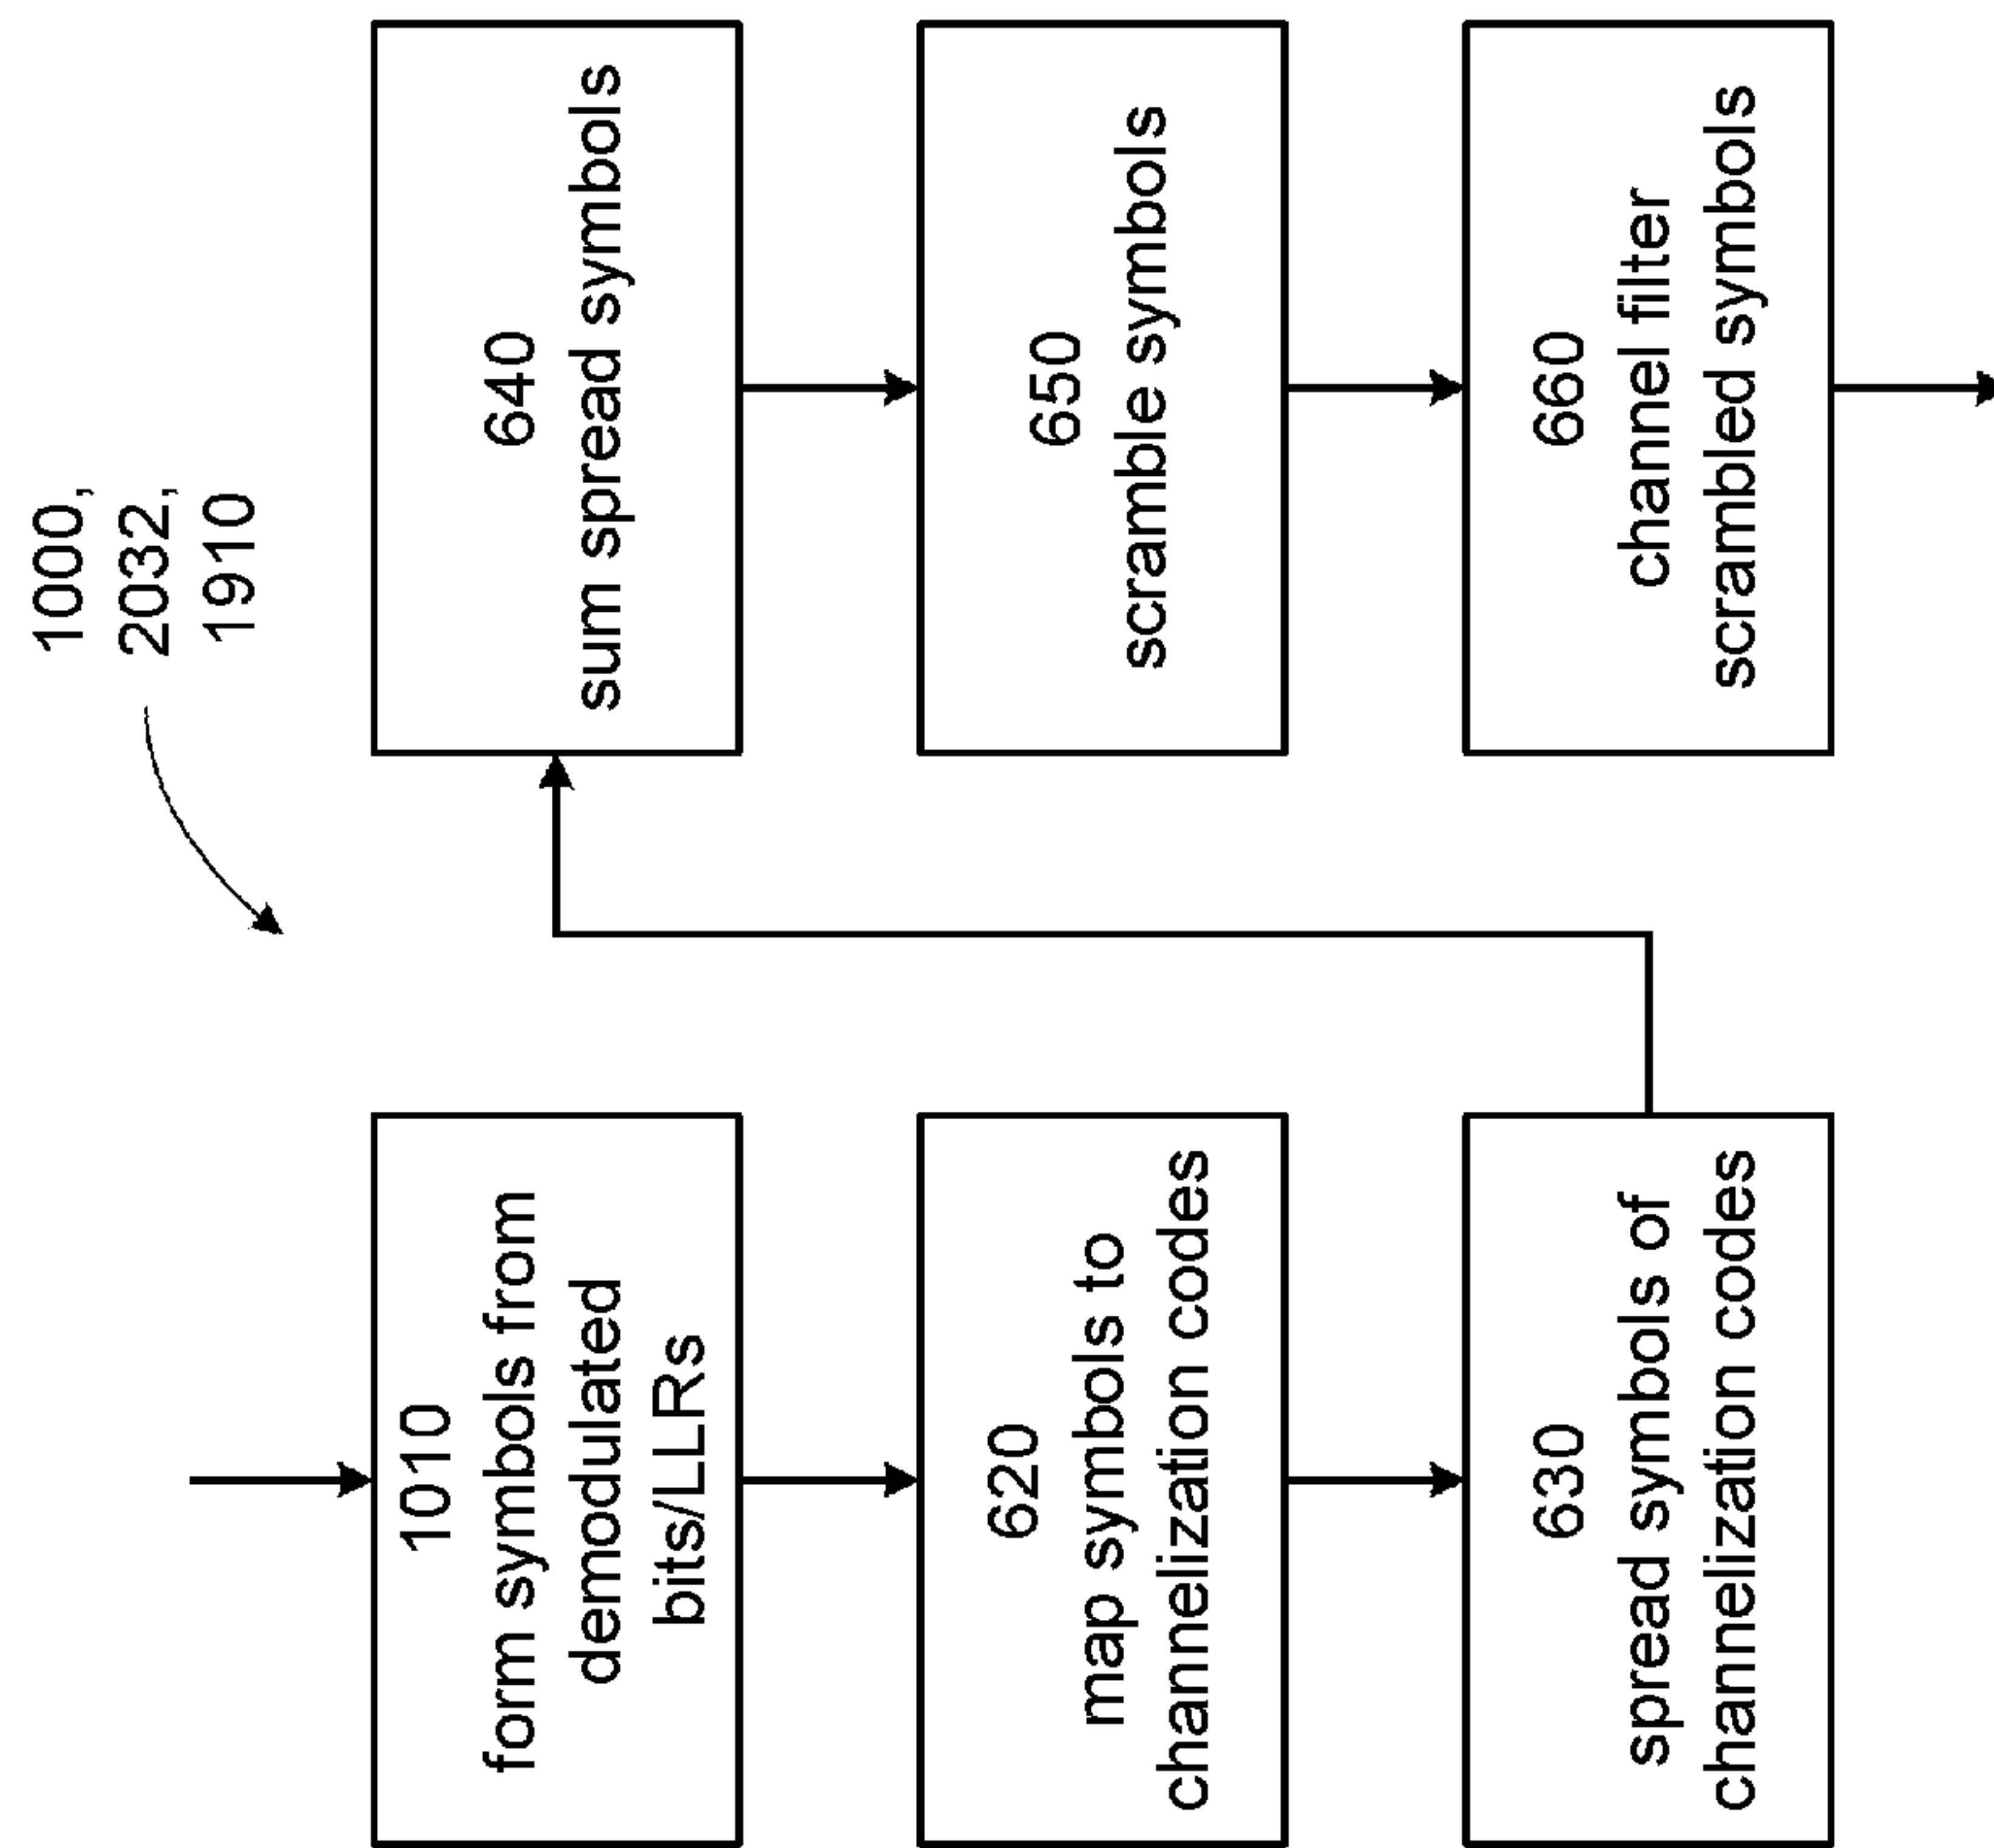 1000,
2032,
1910
1010
form symbols from
demodulated
bits/LLRs
620
map symbols to
channelization codes
630
spread symbols of
channelization codes
640
sum spread symbols
650
scramble symbols
660
channel filter
scrambled symbols